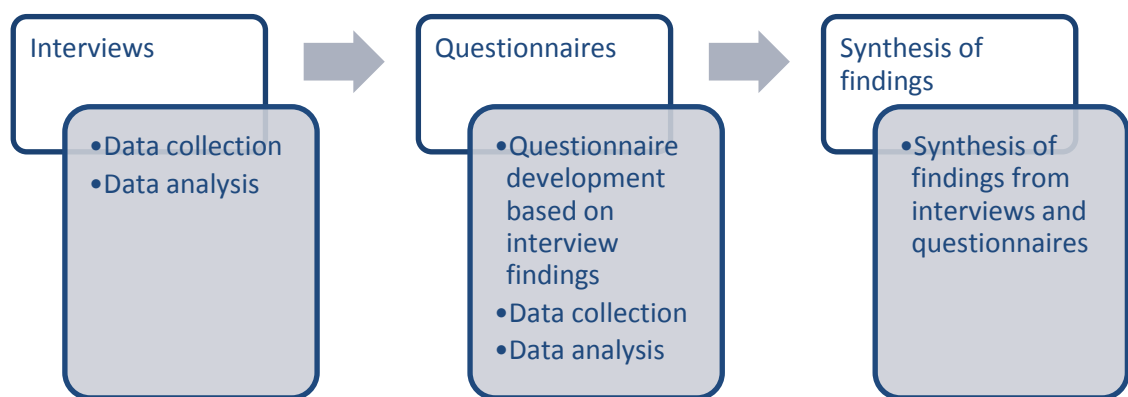 Interviews
•Data collection
•Data analysis
Questionnaires
•Questionnaire
development
based on
interview
findings
•Data collection
•Data analysis
Synthesis of
findings
•Synthesis of
findings from
interviews and
questionnaires